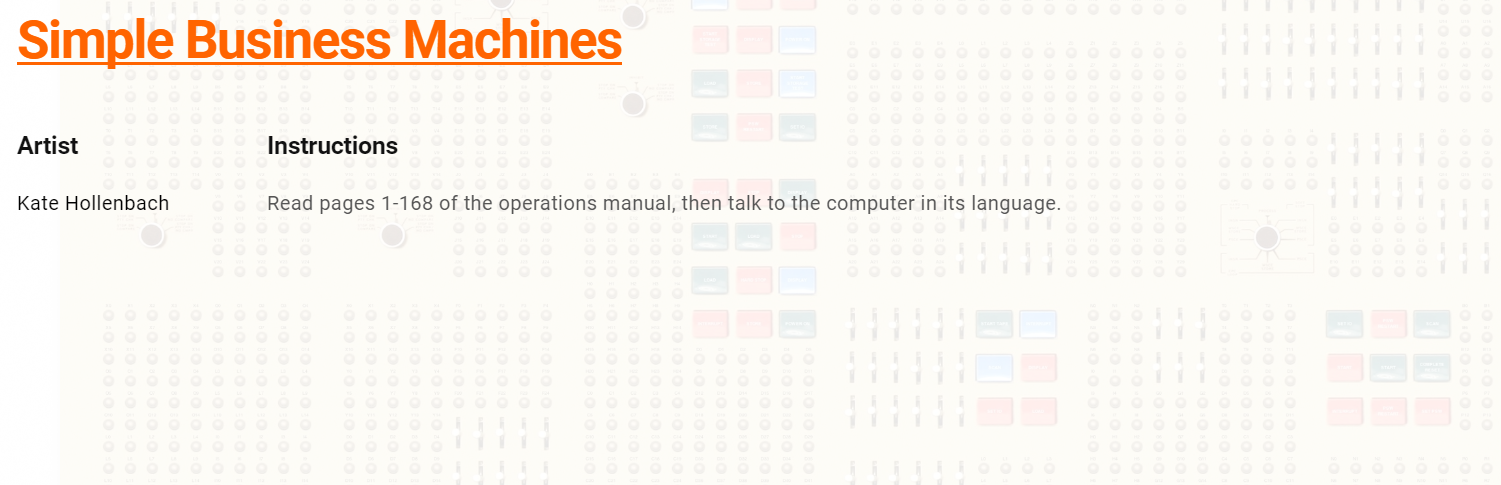 Simple Business Machines
Artist
Instructions
Kate Hollenbach
Read pages 1-168 of the operations manual, then talk to the computer in its language.